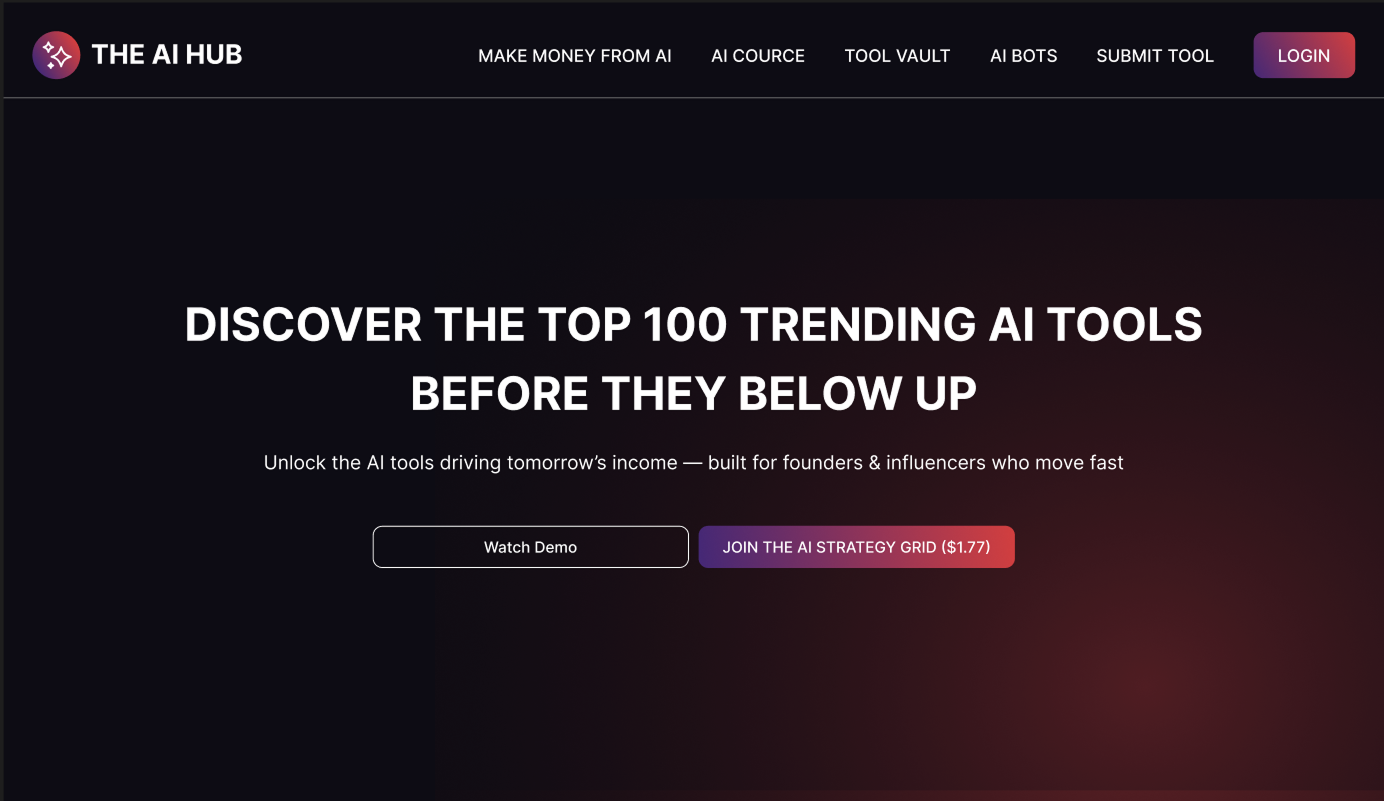 THE AI HUB
MAKE MONEY FROM AI
AI COURCE
TOOL VAULT
AI BOTS
SUBMIT TOOL
LOGIN
DISCOVER THE TOP 100 TRENDING AI TOOLS
BEFORE THEY BELOW UP
Unlock the AI tools driving tomorrow’s income — built for founders & influencers who move fast
Watch Demo
JOIN THE AI STRATEGY GRID ($1.77)